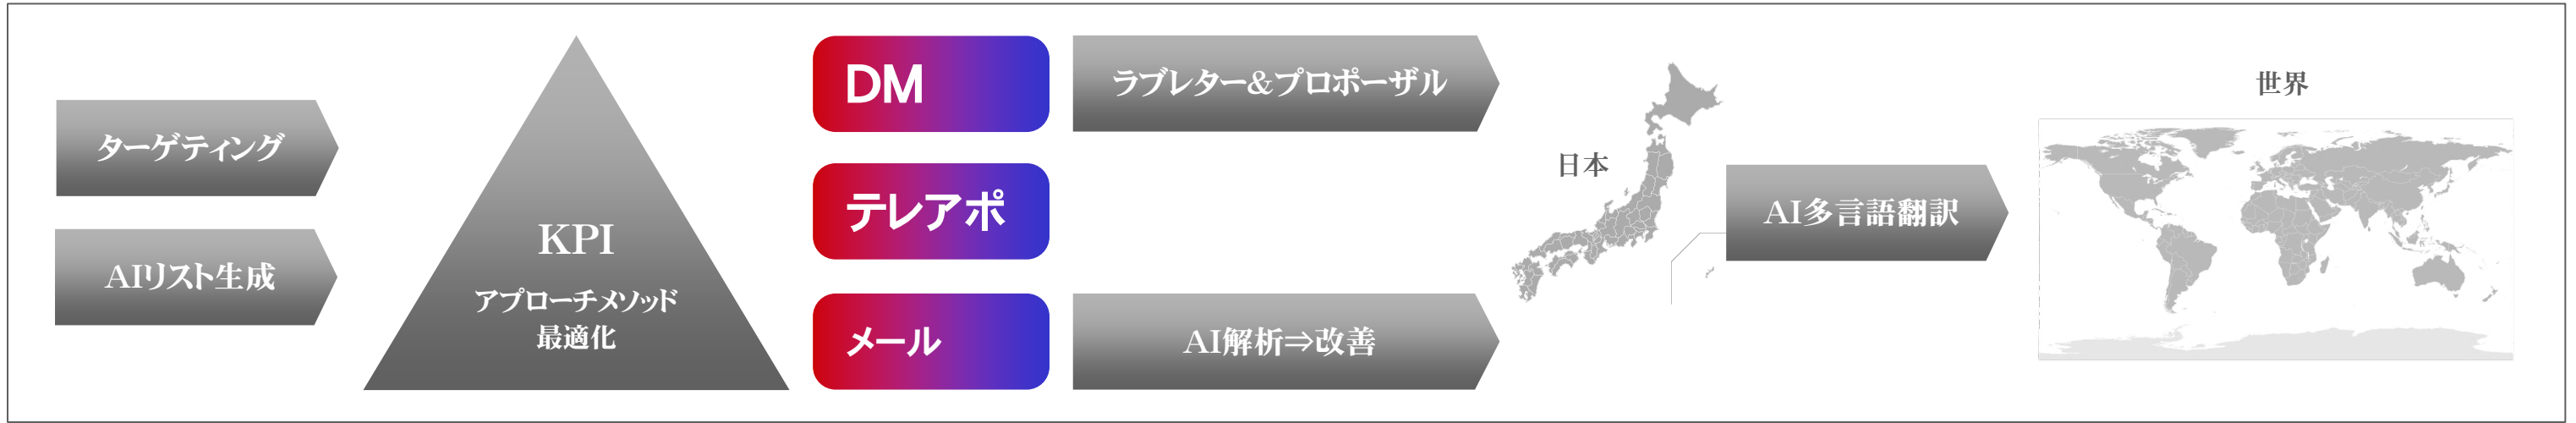 ターゲティング
AIリスト生成
KPI
アプローチメソッド
最適化
DM
テレアポ
メール
ラブレター&プロポーザル
AI解析⇒改善
日本
AI多言語翻訳
世界